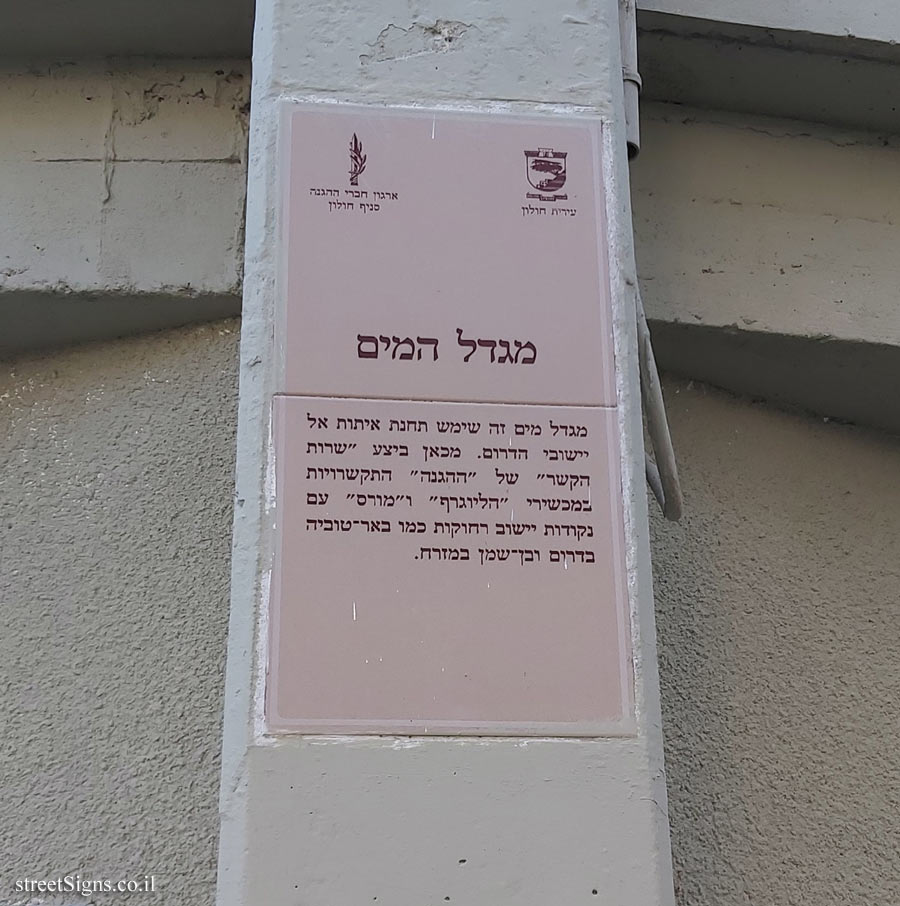 עירית חולון
ארגון חברי ההגנה
סניף חולון
מגדל המים
מגדל מים זה שימש תחנת איתות אל
יישובי הדרום. מכאן ביצע "שרות
הקשר" של "ההגנה" התקשרויות
במכשירי "הליוגרף" ו"מורס" עם
נקודות יישוב רחוקות כמו באר־טוביה
בדרום ובן־שמן במזרח.
streetSigns.co.il